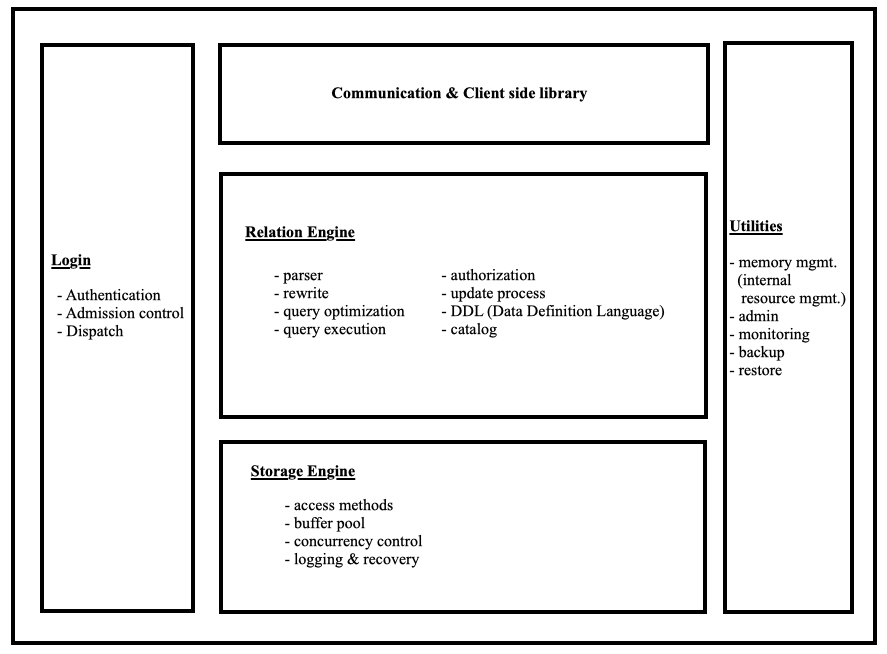 Communication & Client side library
Login
- Authentication
- Admission control
- Dispatch
Relation Engine
- parser
- rewrite
- query optimization
- query execution
- authorization
- update process
- DDL (Data Definition Language)
- catalog
Storage Engine
- access methods
- buffer pool
- concurrency control
- logging & recovery
Utilities
- memory mgmt.
(internal
resource mgmt.)
- admin
- monitoring
- backup
- restore